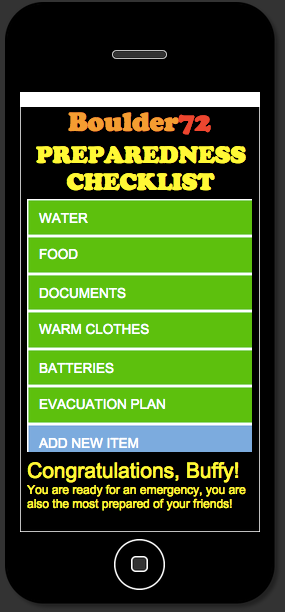 Boulder72
PREPAREDNESS
CHECKLIST
WATER
FOOD
DOCUMENTS
WARM CLOTHES
BATTERIES
EVACUATION PLAN
ADD NEW ITEM
Congratulations, Buffy!
You are ready for an emergency, you are
also the most prepared of your friends!